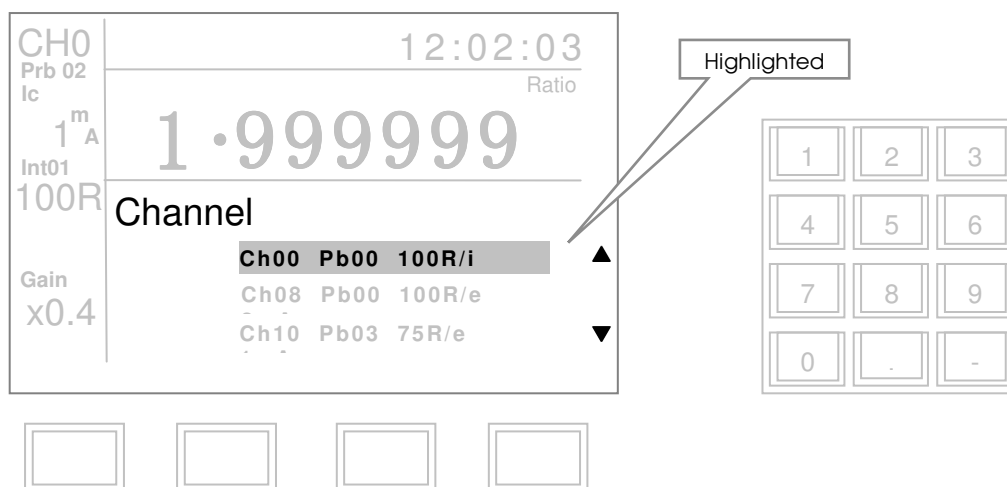 CH0
12:02:03
Prb 02
Ratio
Ic
1 m A
1.999999
Int01
100R
Channel
Ch00 Pb00 100R/i
Ch08 Pb00 100R/e
Ch10 Pb03 75R/e
Gain
x0.4
Highlighted
1 2 3
4 5 6
7 8 9
0 . -